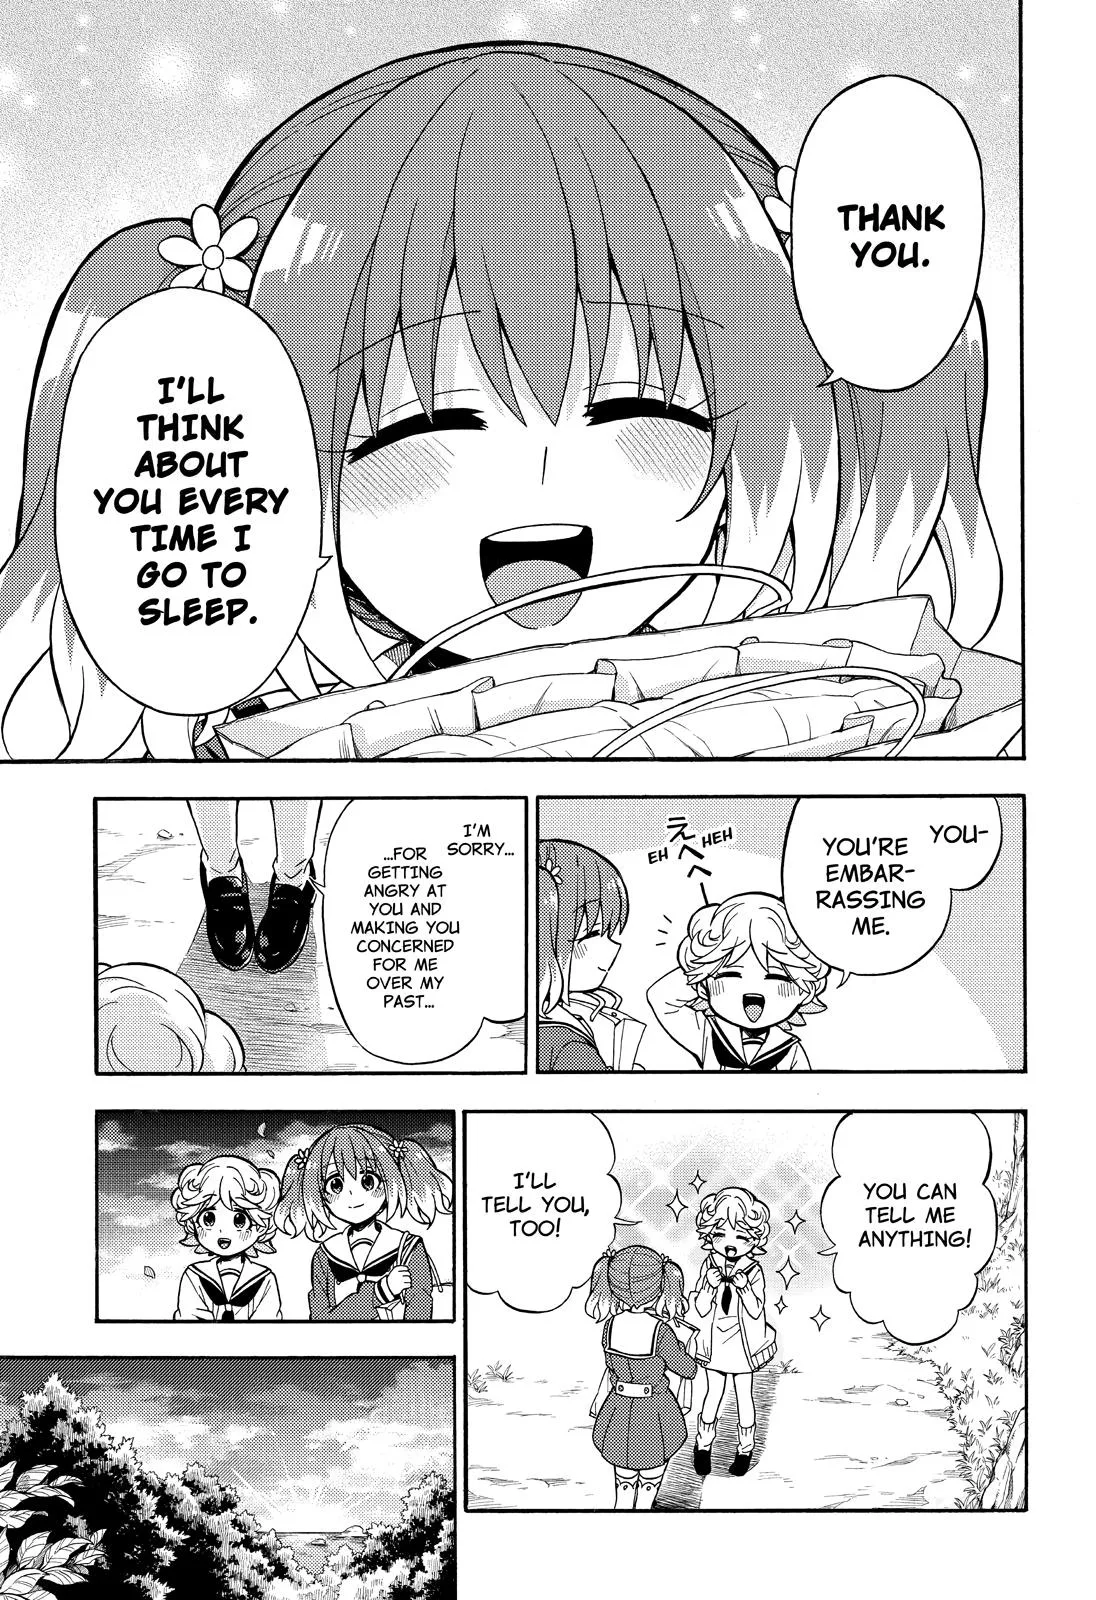 THANK
YOU.
I'LL
THINK
ABOUT
YOU EVERY
TIME I
GO TO
SLEEP.
YOU-
YOU'RE
EMBAR-
RASSING
ME.
えへへー
EH
HEH
I'M
SORRY...
...FOR
GETTING
ANGRY AT
YOU AND
MAKING YOU
CONCERNED
FOR ME
OVER MY
PAST...
YOU CAN
TELL ME
ANYTHING!
I'LL
TELL YOU,
TOO!